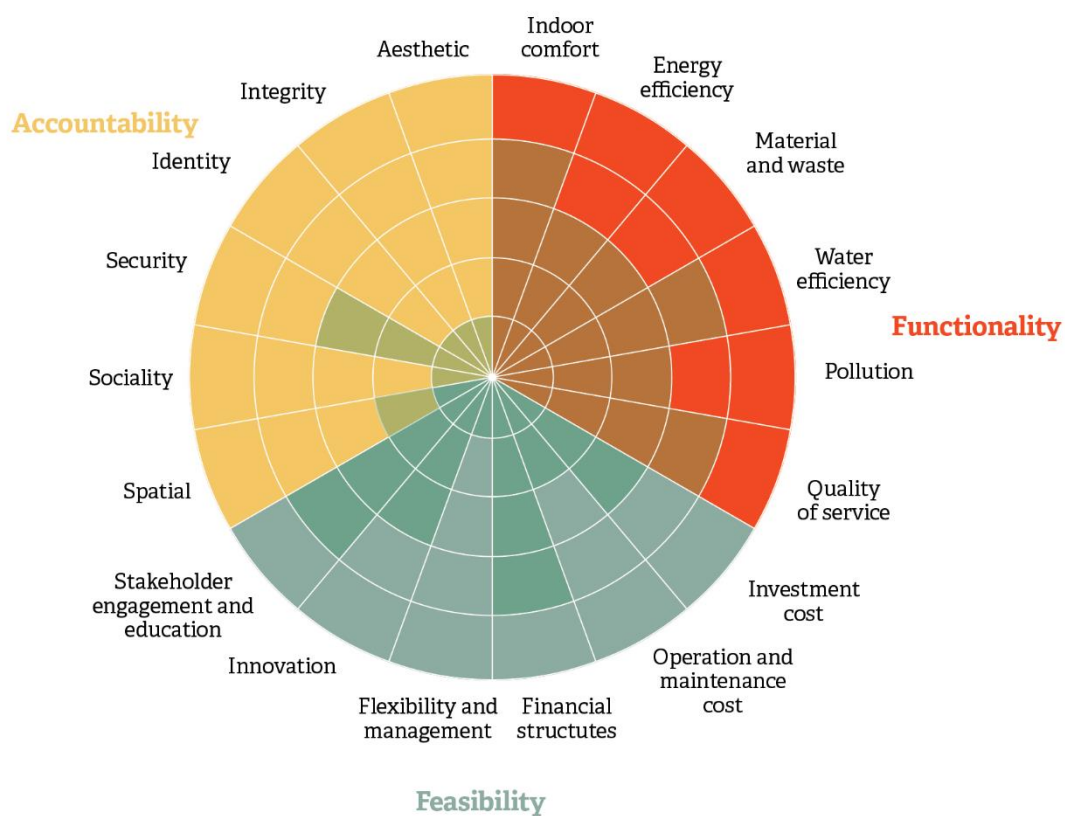 Indoor
comfort
Aesthetic
Energy
efficiency
Integrity
Accountability
Material
and waste
Identity
Security
Water
efficiency
Functionality
Sociality
Pollution
Spatial
Quality
of service
Stakeholder
engagement and
education
Investment
cost
Innovation
Operation and
maintenance
cost
Flexibility and
management
Financial
structutes
Feasibility